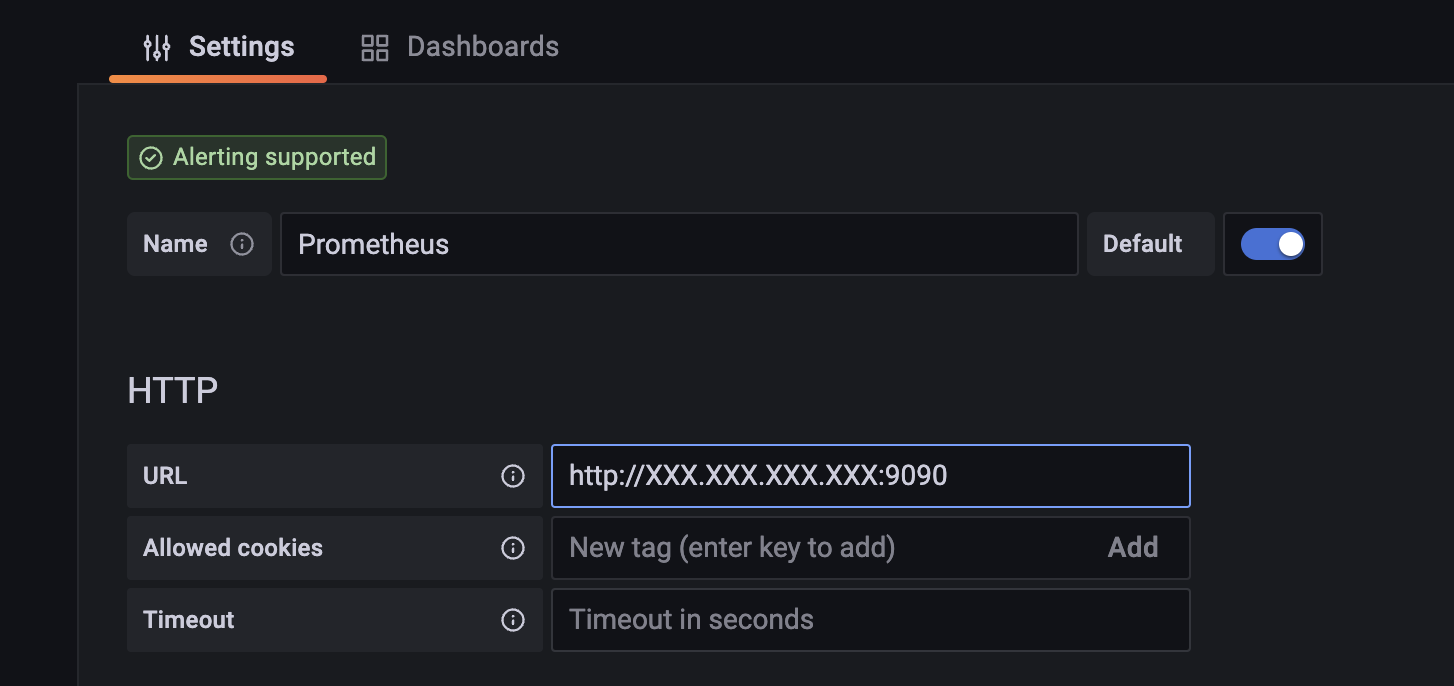 Settings Dashboards
Alerting supported
Name Prometheus Default
HTTP
URL http://XXX.XXX.XXX.XXX:9090
Allowed cookies New tag (enter key to add) Add
Timeout Timeout in seconds